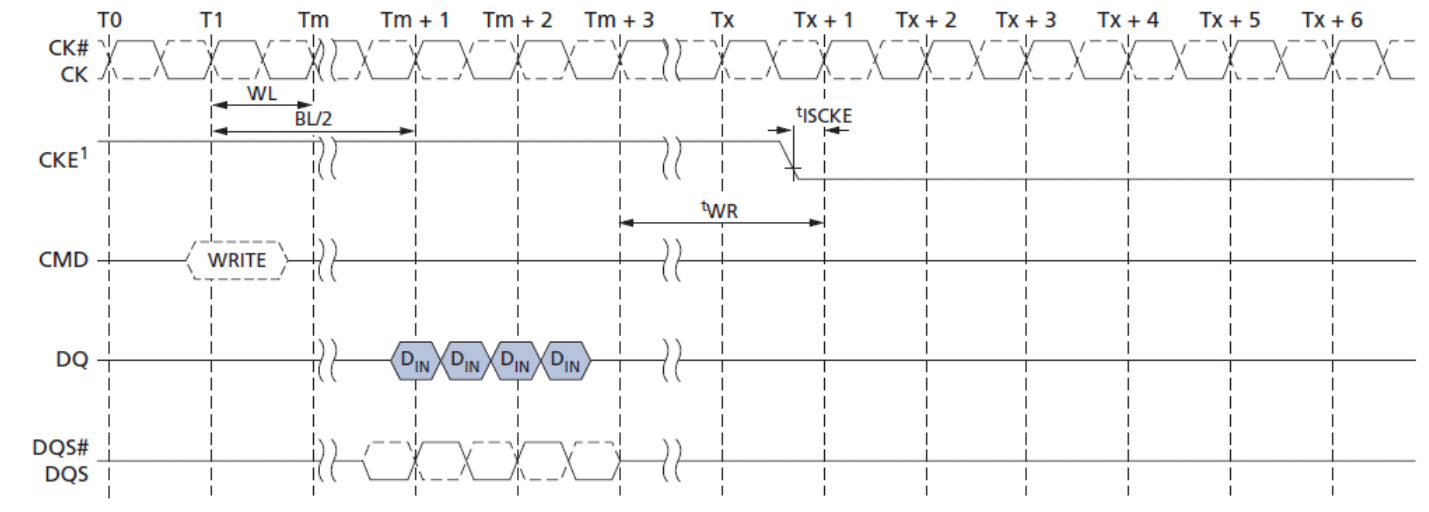 T0 T1 Tm Tm + 1 Tm + 2 Tm + 3 Tx Tx + 1 Tx + 2 Tx + 3 Tx + 4 Tx + 5 Tx + 6
CK#
CK
WL
BL/2
tISCKE
CKE1
tWR
CMD WRITE
DQ DIN DIN DIN DIN
DQS#
DQS